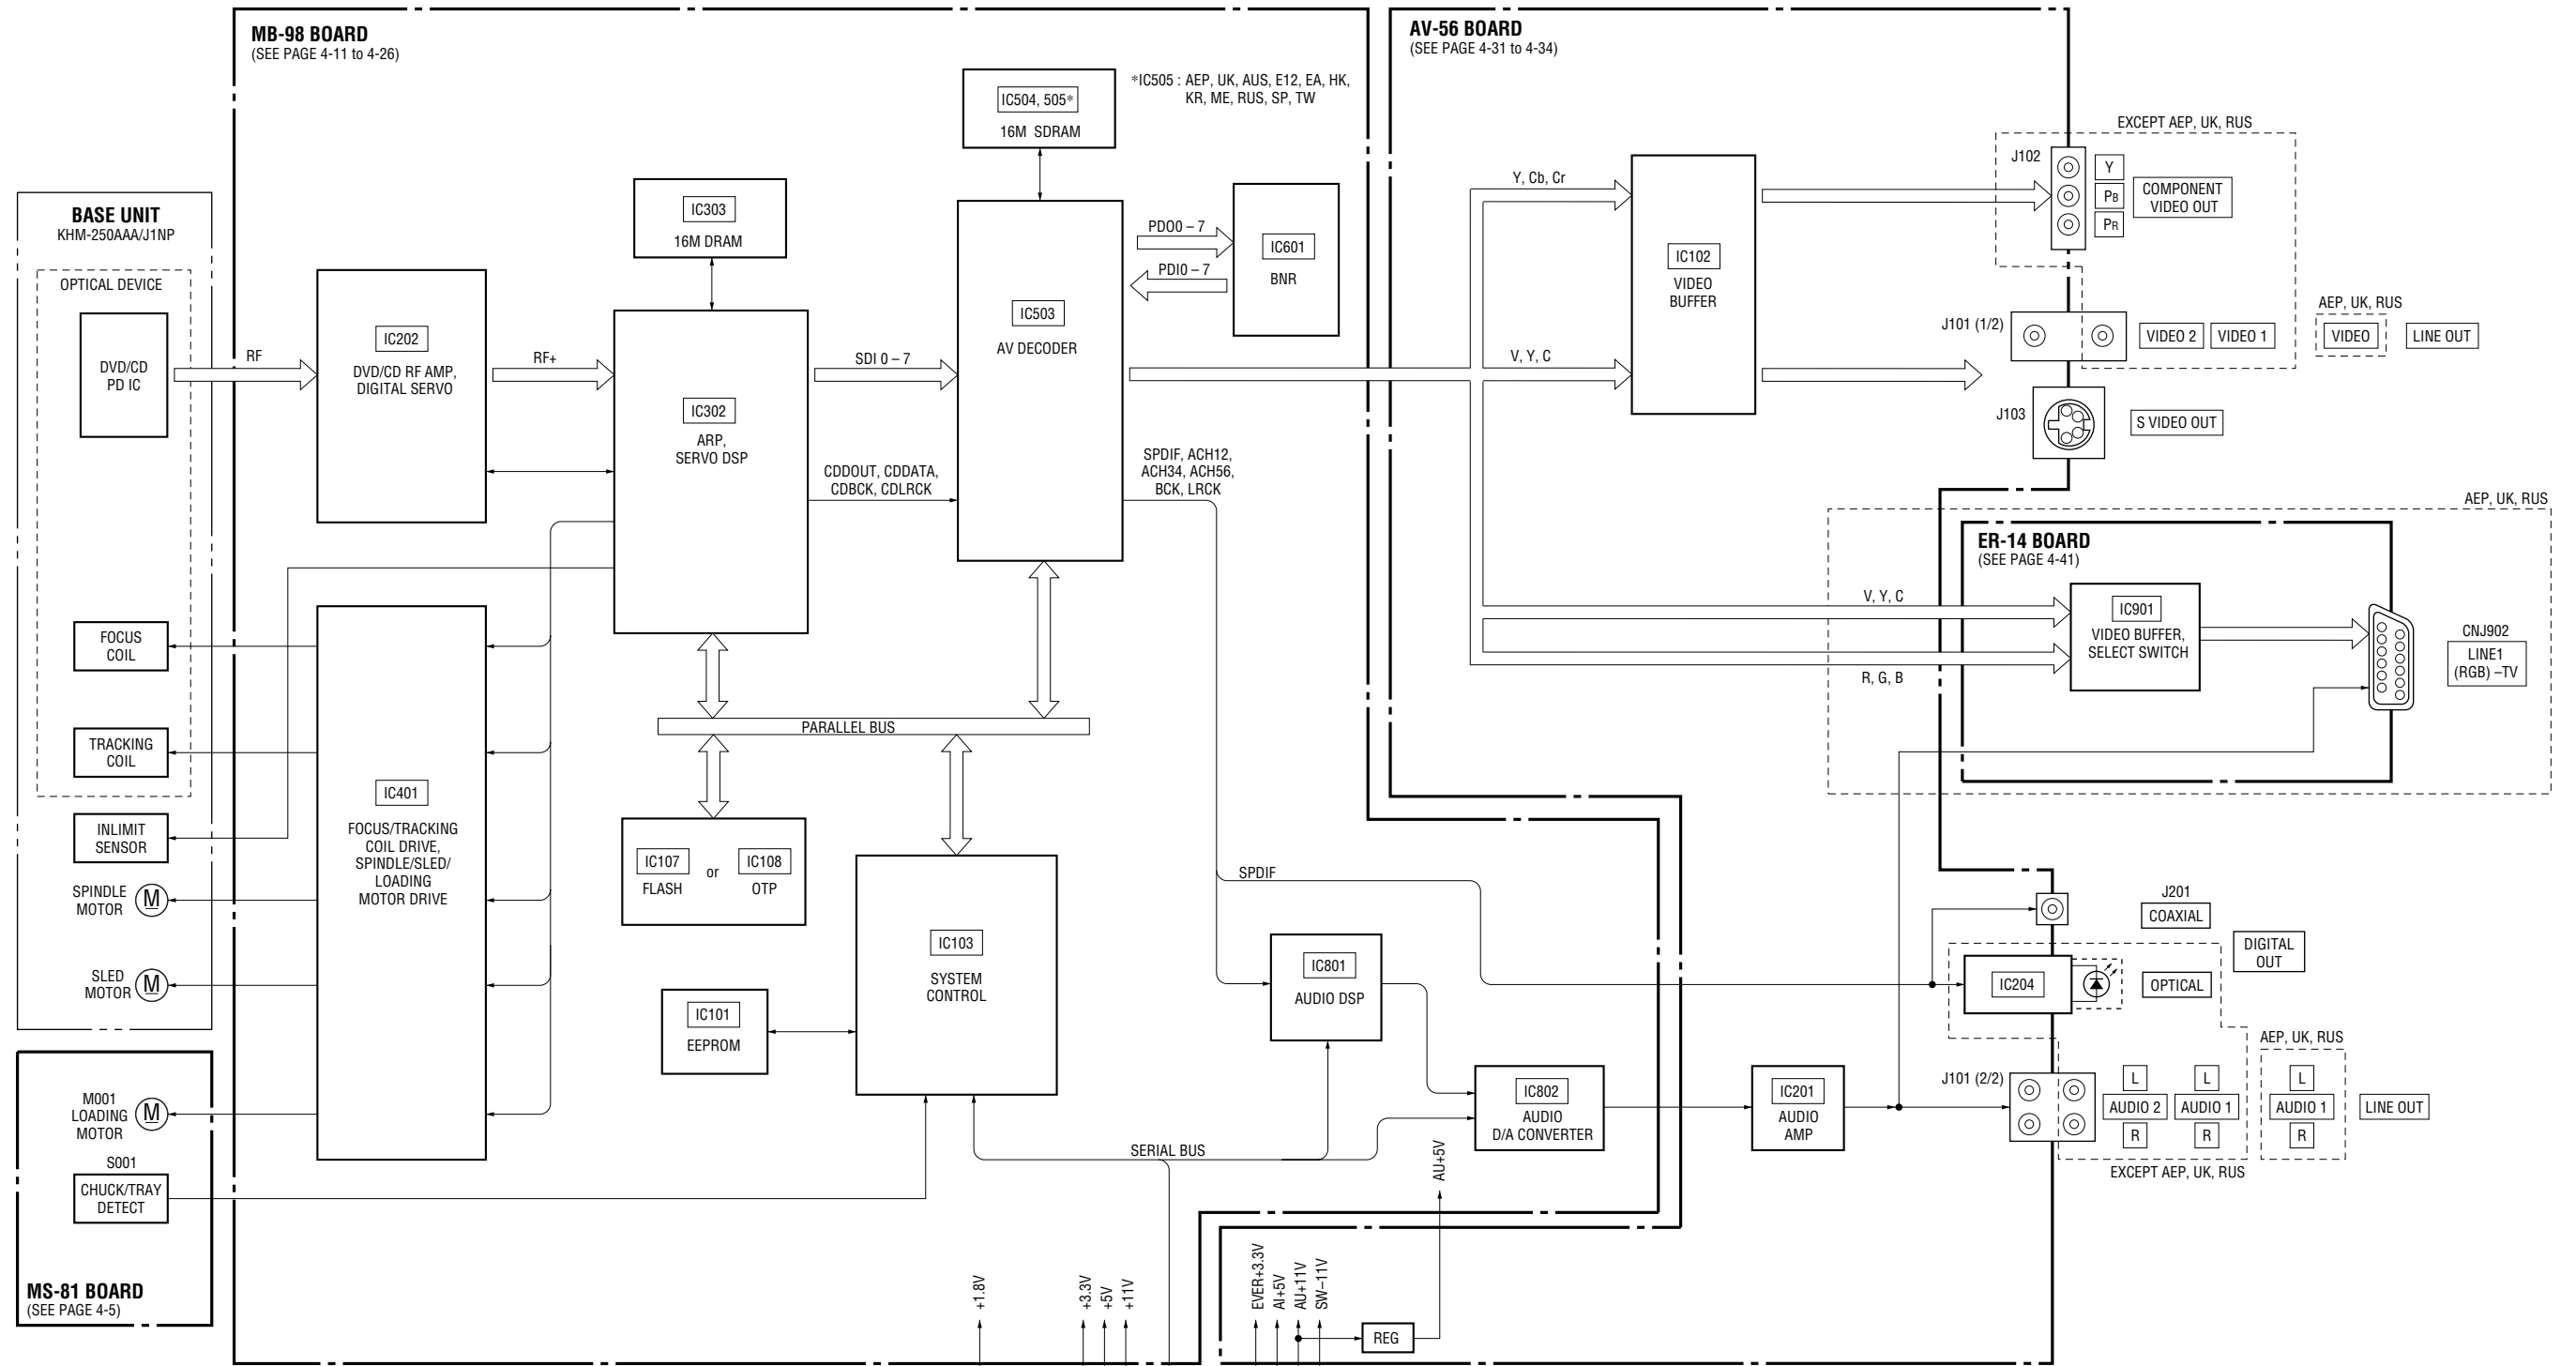 MB-98 BOARD
(SEE PAGE 4-11 to 4-26)
AV-56 BOARD
(SEE PAGE 4-31 to 4-34)
IC504, 505*
16M SDRAM
*IC505 : AEP, UK, AUS, E12, EA, HK,
KR, ME, RUS, SP, TW
EXCEPT AEP, UK, RUS
J102
Y
PB
PR
COMPONENT
VIDEO OUT
BASE UNIT
KHM-250AAA/J1NP
OPTICAL DEVICE
DVD/CD
PD IC
RF
IC202
DVD/CD RF AMP,
DIGITAL SERVO
RF+
IC303
16M DRAM
IC302
ARP,
SERVO DSP
SDI 0 – 7
CDDOUT, CDDATA,
CDBCK, CDLRCK
IC503
AV DECODER
PDO0 – 7
PDI0 – 7
IC601
BNR
SPDIF, ACH12,
ACH34, ACH56,
BCK, LRCK
Y, Cb, Cr
V, Y, C
IC102
VIDEO
BUFFER
J101 (1/2)
VIDEO 2
VIDEO 1
AEP, UK, RUS
VIDEO
LINE OUT
J103
S VIDEO OUT
AEP, UK, RUS
ER-14 BOARD
(SEE PAGE 4-41)
V, Y, C
R, G, B
IC901
VIDEO BUFFER,
SELECT SWITCH
CNJ902
LINE1
(RGB) –TV
FOCUS
COIL
TRACKING
COIL
INLIMIT
SENSOR
SPINDLE
MOTOR
M
SLED
MOTOR
M
IC401
FOCUS/TRACKING
COIL DRIVE,
SPINDLE/SLED/
LOADING
MOTOR DRIVE
PARALLEL BUS
IC107
FLASH
or
IC108
OTP
IC103
SYSTEM
CONTROL
IC101
EEPROM
SPDIF
IC801
AUDIO DSP
IC802
AUDIO
D/A CONVERTER
IC201
AUDIO
AMP
J201
COAXIAL
DIGITAL
OUT
IC204
OPTICAL
J101 (2/2)
L
AUDIO 2
R
L
AUDIO 1
R
EXCEPT AEP, UK, RUS
AEP, UK, RUS
L
AUDIO 1
R
LINE OUT
M001
LOADING
MOTOR
M
S001
CHUCK/TRAY
DETECT
MS-81 BOARD
(SEE PAGE 4-5)
SERIAL BUS
+1.8V
+3.3V
+5V
+11V
EVER+3.3V
AI+5V
AU+11V
SW–11V
REG
AU+5V